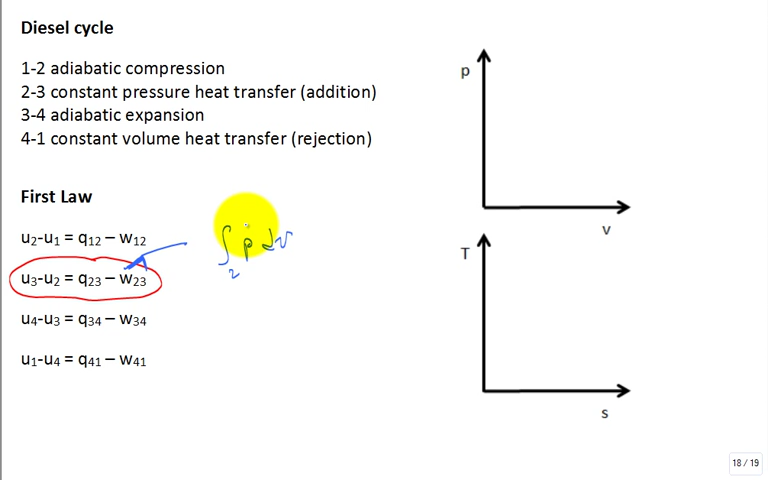 Diesel cycle
1-2 adiabatic compression
2-3 constant pressure heat transfer (addition)
3-4 adiabatic expansion
4-1 constant volume heat transfer (rejection)
First Law
u₂-u₁ = q₁₂ – w₁₂
u₃-u₂ = q₂₃ – w₂₃
∫₂ p dv
u₄-u₃ = q₃₄ – w₃₄
u₁-u₄ = q₄₁ – w₄₁
p
v
T
s
18 / 19